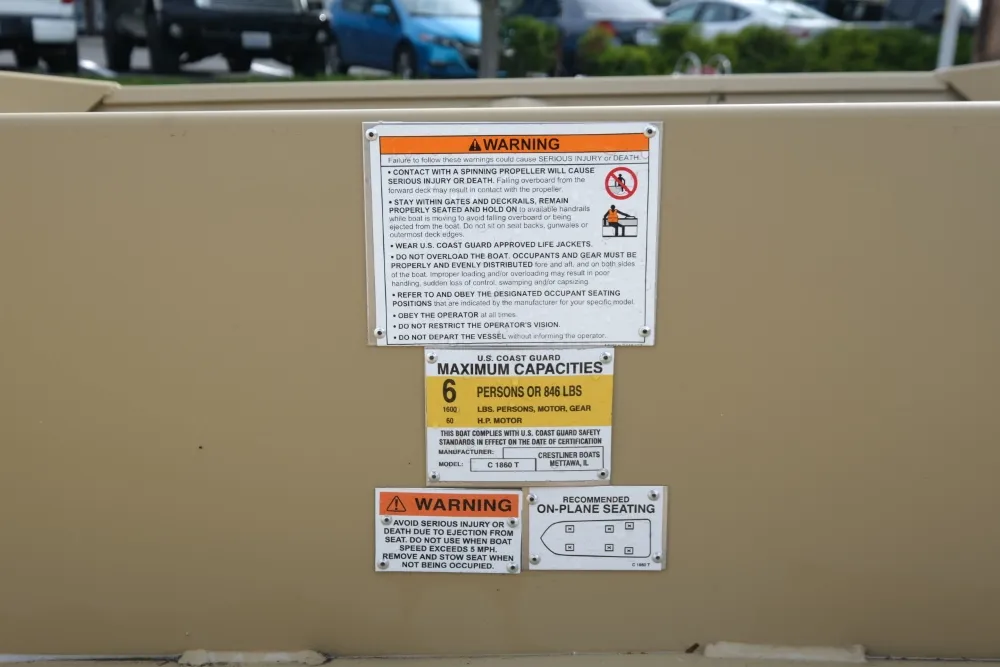 WARNING
Failure to follow these warnings could cause SERIOUS INJURY or DEATH.
• CONTACT WITH A SPINNING PROPELLER WILL CAUSE
SERIOUS INJURY OR DEATH. Falling overboard from the
forward deck may result in contact with the propeller.
• STAY WITHIN GATES AND DECKRAILS, REMAIN
PROPERLY SEATED AND HOLD ON to available handrails
while boat is moving to avoid falling overboard or being
ejected from the boat. Do not sit on seat backs, gunwales or
outermost deck edges.
• WEAR U.S. COAST GUARD APPROVED LIFE JACKETS.
• DO NOT OVERLOAD THE BOAT. OCCUPANTS AND GEAR MUST BE
PROPERLY AND EVENLY DISTRIBUTED fore and aft, and on both sides
of the boat. Improper loading and/or overloading may result in poor
handling, sudden loss of control, swamping and/or capsizing.
• REFER TO AND OBEY THE DESIGNATED OCCUPANT SEATING
POSITIONS that are indicated by the manufacturer for your specific model.
• OBEY THE OPERATOR at all times.
• DO NOT RESTRICT THE OPERATOR'S VISION.
• DO NOT DEPART THE VESSEL without informing the operator.
U.S. COAST GUARD
MAXIMUM CAPACITIES
6 PERSONS OR 846 LBS
1600 LBS. PERSONS, MOTOR, GEAR
60 H.P. MOTOR
THIS BOAT COMPLIES WITH U.S. COAST GUARD SAFETY
STANDARDS IN EFFECT ON THE DATE OF CERTIFICATION
MANUFACTURER: CRESTLINER BOATS
METTAWA, IL
MODEL: C 1860 T
WARNING
AVOID SERIOUS INJURY OR
DEATH DUE TO EJECTION FROM
SEAT. DO NOT USE WHEN BOAT
SPEED EXCEEDS 5 MPH.
REMOVE AND STOW SEAT WHEN
NOT BEING OCCUPIED.
RECOMMENDED
ON-PLANE SEATING
C 1860 T